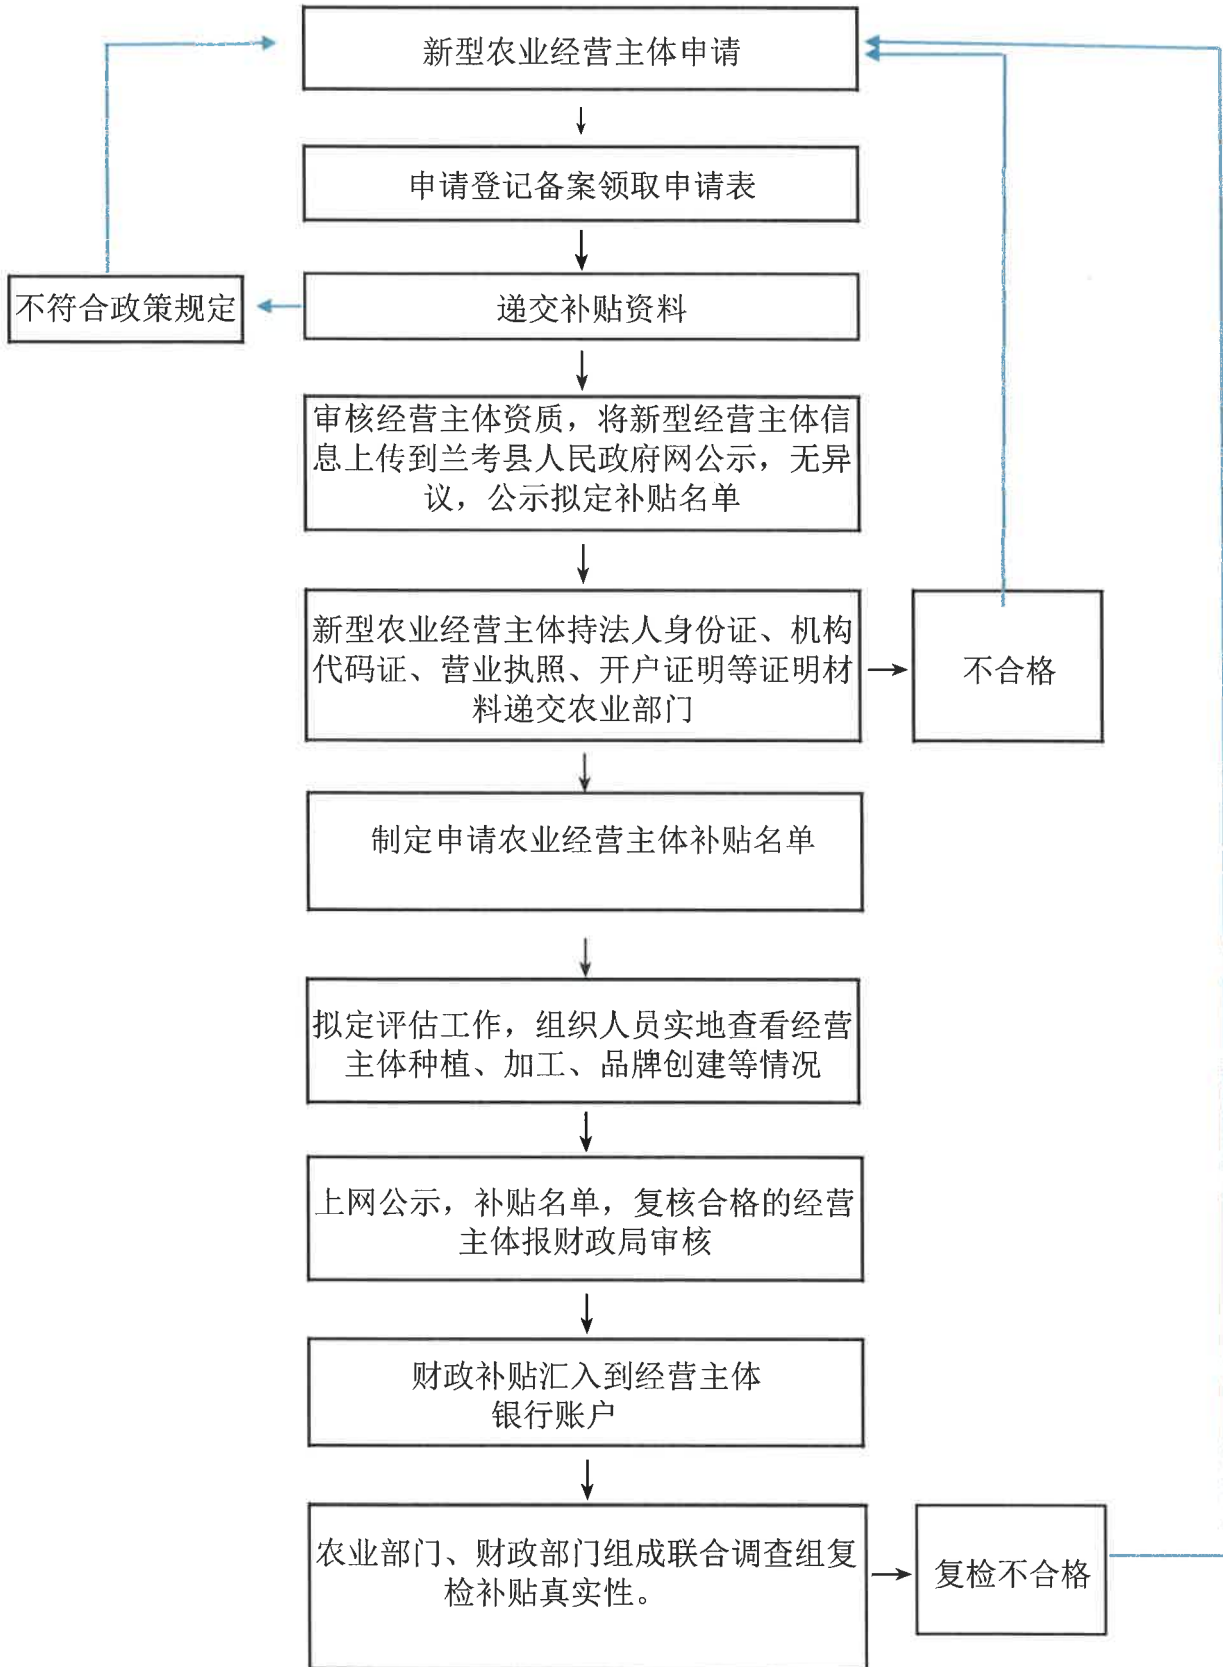 新型农业经营主体申请
申请登记备案领取申请表
不符合政策规定
递交补贴资料
审核经营主体资质，将新型经营主体信
息上传到兰考县人民政府网公示，无异
议，公示拟定补贴名单
新型农业经营主体持法人身份证、机构
代码证、营业执照、开户证明等证明材
料递交农业部门
不合格
制定申请农业经营主体补贴名单
拟定评估工作，组织人员实地查看经营
主体种植、加工、品牌创建等情况
上网公示，补贴名单，复核合格的经营
主体报财政局审核
财政补贴汇入到经营主体
银行账户
农业部门、财政部门组成联合调查组复
检补贴真实性。
复检不合格